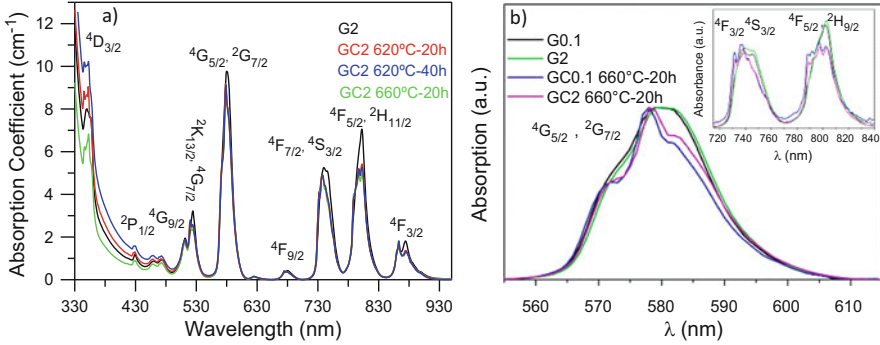 a)
Absorption Coefficient (cm⁻¹)
12
10
8
6
4
2
0
⁴D₃/₂
⁴G₅/₂, ²G₇/₂
G2
GC2 620ºC-20h
GC2 620ºC-40h
GC2 660ºC-20h
²K₁₃/₂, ⁴G₇/₂
⁴F₇/₂, ⁴S₃/₂
⁴F₅/₂, ²H₁₁/₂
²P₁/₂
⁴G₉/₂
⁴F₉/₂
⁴F₃/₂
330 430 530 630 730 830 930
Wavelength (nm)
b)
Absorption (a.u.)
G0.1
G2
GC0.1 660°C-20h
GC2 660°C-20h
⁴G₅/₂ , ²G₇/₂
560 570 580 590 600 610
λ (nm)
Absorbance (a.u.)
⁴F₃/₂ ⁴S₃/₂
⁴F₅/₂, ²H₉/₂
720 740 760 780 800 820 840
λ (nm)